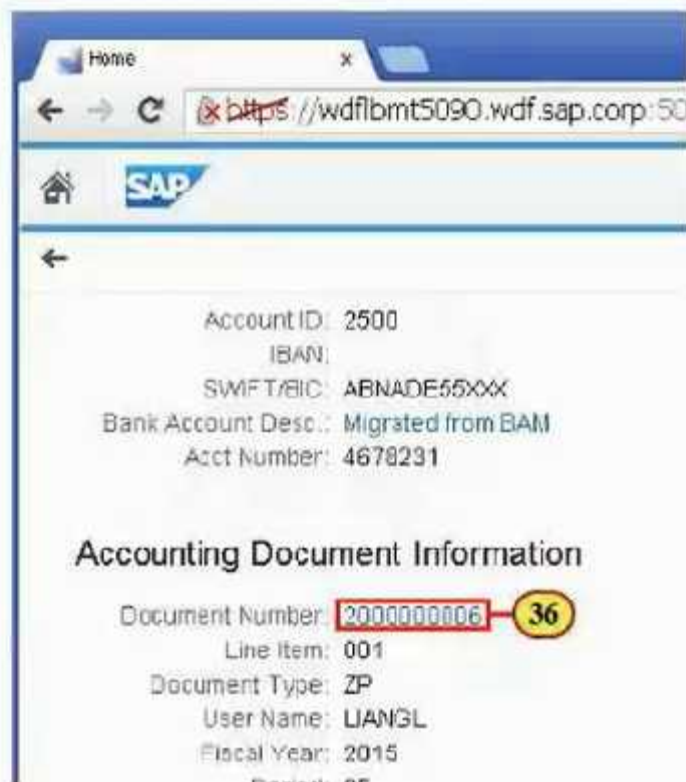 Home x
https://wdflbmt5090.wdf.sap.corp:50
SAP
Account ID: 2500
IBAN:
SWIFT/BIC: ABNADE55XXX
Bank Account Desc.: Migrated from BAM
Acct Number: 4678231
Accounting Document Information
Document Number: 2000000006 36
Line Item: 001
Document Type: ZP
User Name: LIANGL
Fiscal Year: 2015